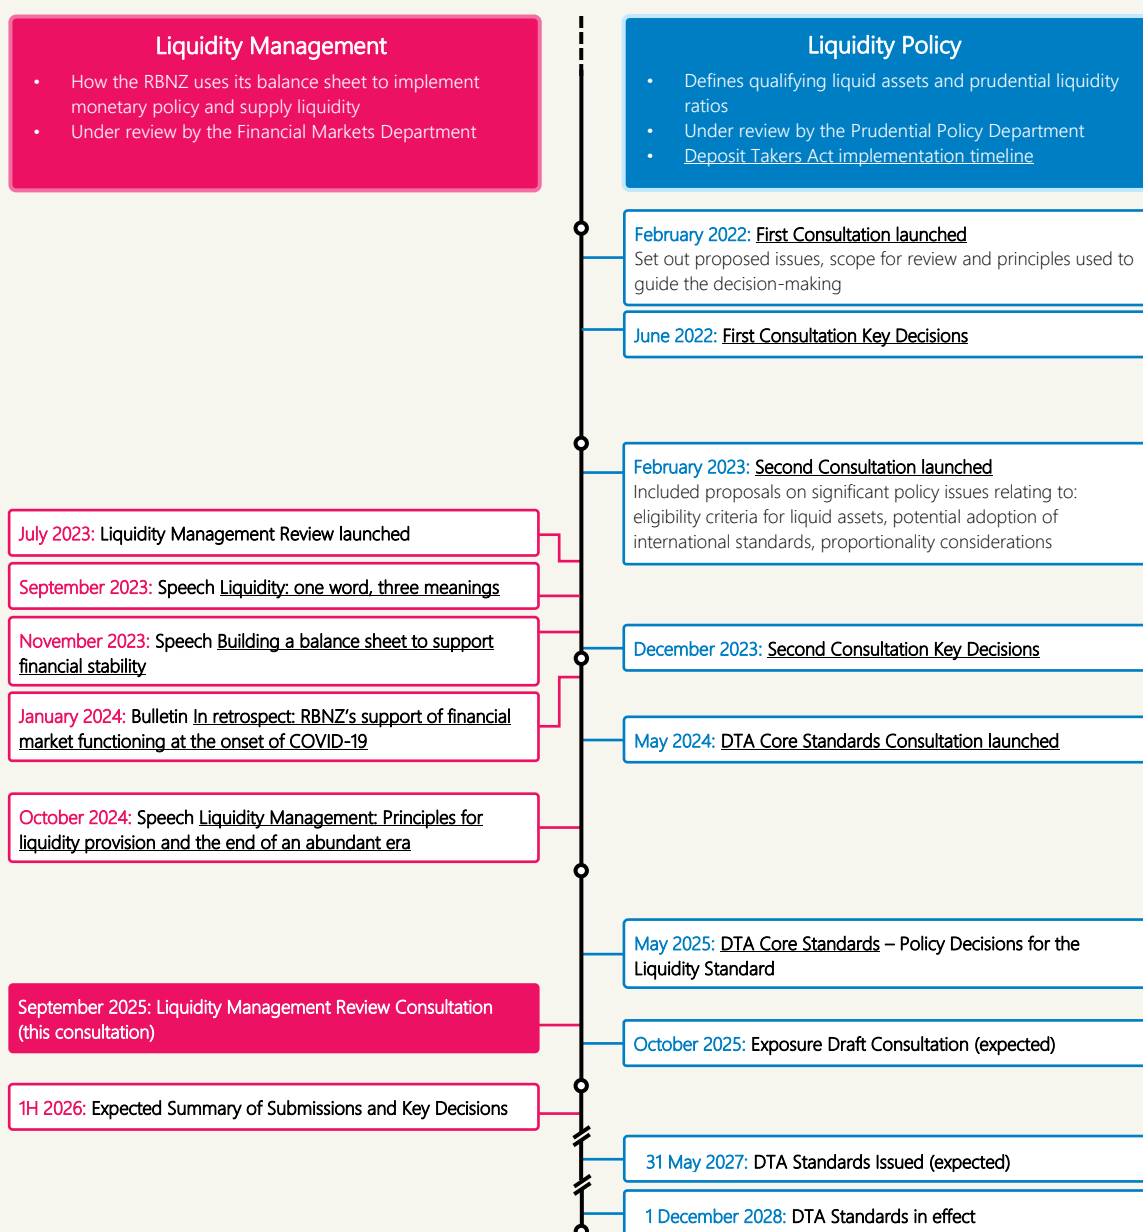 Liquidity Management
• How the RBNZ uses its balance sheet to implement
monetary policy and supply liquidity
• Under review by the Financial Markets Department
Liquidity Policy
• Defines qualifying liquid assets and prudential liquidity
ratios
• Under review by the Prudential Policy Department
• Deposit Takers Act implementation timeline
February 2022: First Consultation launched
Set out proposed issues, scope for review and principles used to
guide the decision-making
June 2022: First Consultation Key Decisions
February 2023: Second Consultation launched
Included proposals on significant policy issues relating to:
eligibility criteria for liquid assets, potential adoption of
international standards, proportionality considerations
July 2023: Liquidity Management Review launched
September 2023: Speech Liquidity: one word, three meanings
November 2023: Speech Building a balance sheet to support
financial stability
December 2023: Second Consultation Key Decisions
January 2024: Bulletin In retrospect: RBNZ's support of financial
market functioning at the onset of COVID-19
May 2024: DTA Core Standards Consultation launched
October 2024: Speech Liquidity Management: Principles for
liquidity provision and the end of an abundant era
May 2025: DTA Core Standards – Policy Decisions for the
Liquidity Standard
September 2025: Liquidity Management Review Consultation
(this consultation)
October 2025: Exposure Draft Consultation (expected)
1H 2026: Expected Summary of Submissions and Key Decisions
31 May 2027: DTA Standards Issued (expected)
1 December 2028: DTA Standards in effect